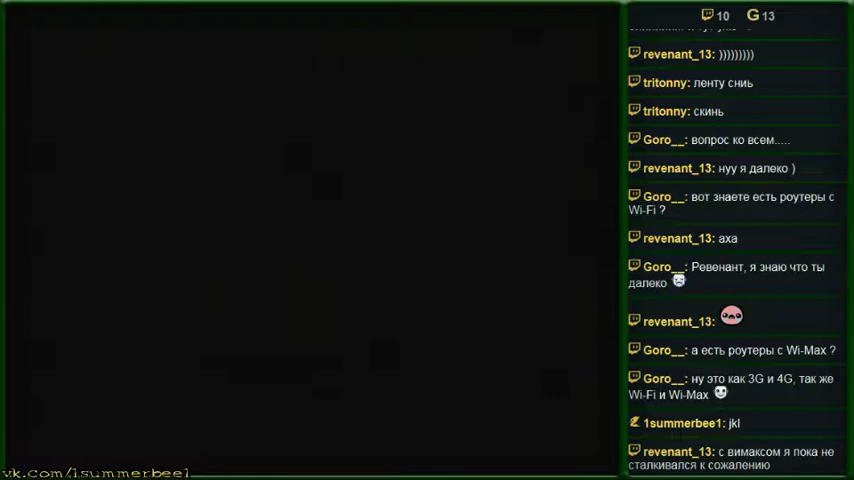 10 G 13
revenant_13: )))))))))
tritonny: ленту сниь
tritonny: скинь
Goro__: вопрос ко всем.....
revenant_13: нуу я далеко )
Goro__: вот знаете есть роутеры с
Wi-Fi ?
revenant_13: аха
Goro__: Ревенант, я знаю что ты
далеко
revenant_13:
Goro__: а есть роутеры с Wi-Max ?
Goro__: ну это как 3G и 4G, так же
Wi-Fi и Wi-Max
1summerbee1: jkl
revenant_13: с вимаксом я пока не
сталкивался к сожалению
vk.com/1summerbee1